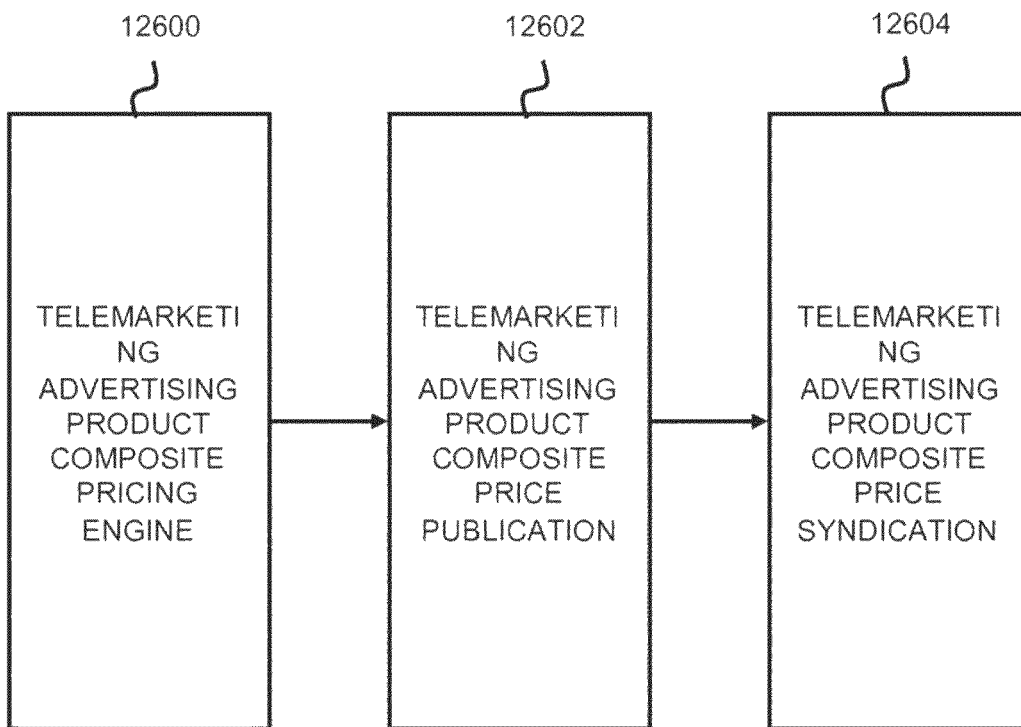 12600
12602
12604
TELEMARKETI
NG
ADVERTISING
PRODUCT
COMPOSITE
PRICING
ENGINE
TELEMARKETI
NG
ADVERTISING
PRODUCT
COMPOSITE
PRICE
PUBLICATION
TELEMARKETI
NG
ADVERTISING
PRODUCT
COMPOSITE
PRICE
SYNDICATION